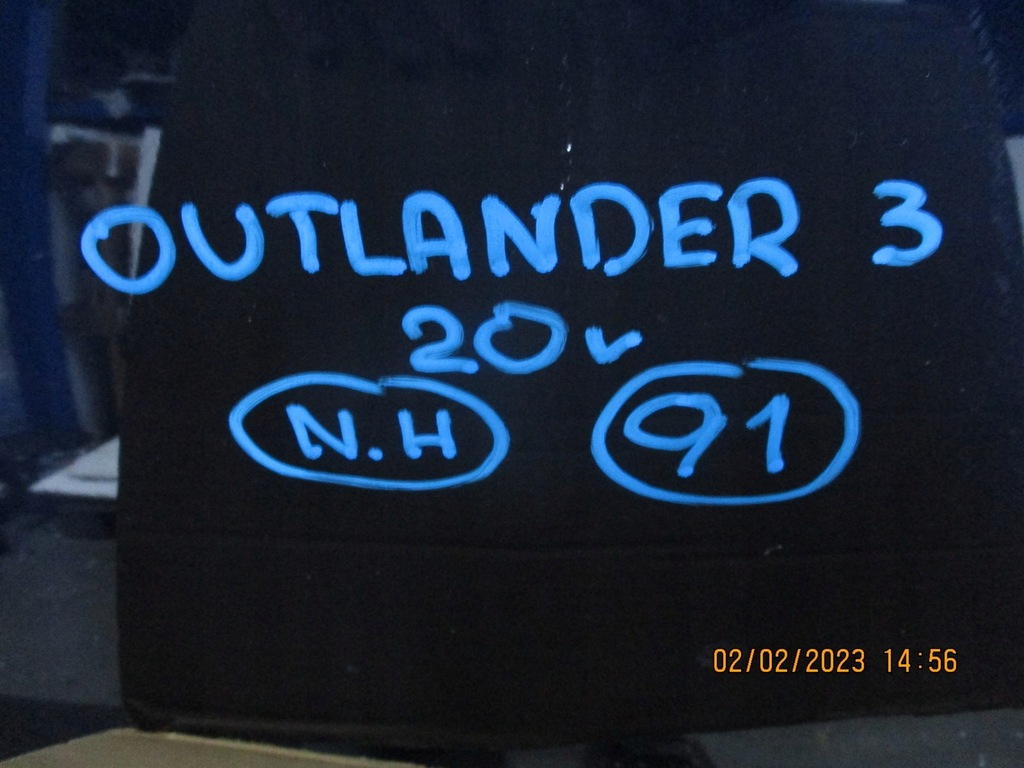 OUTLANDER 3
20v
N.H 91
02/02/2023 14:56